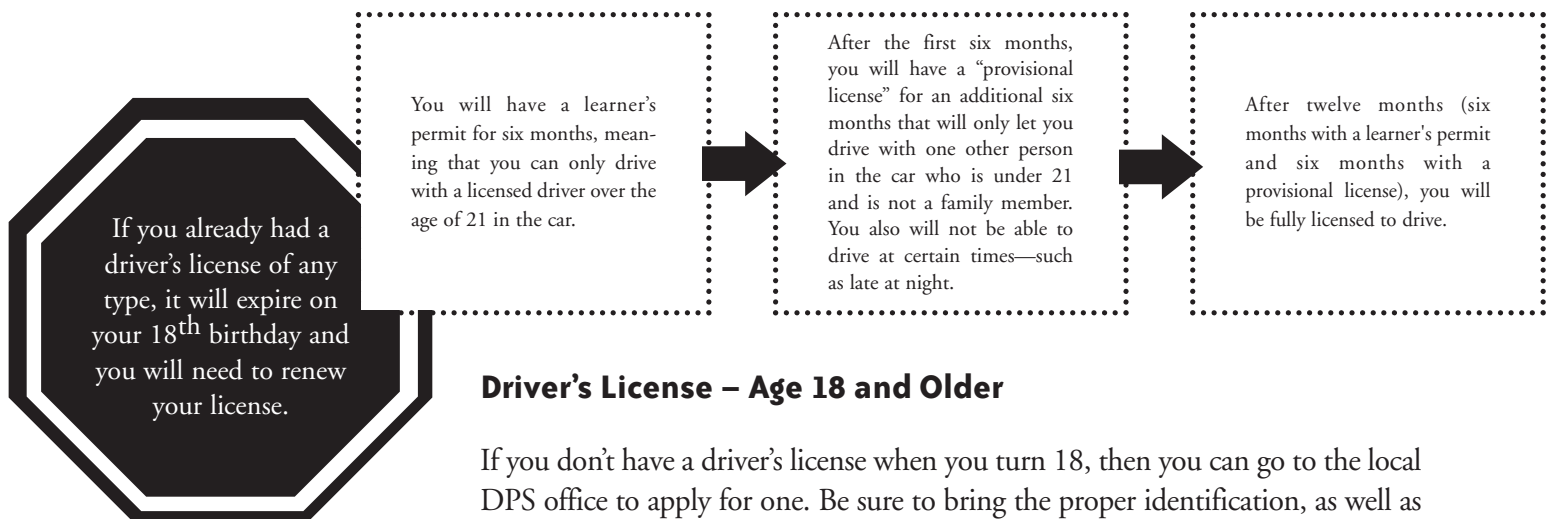 You will have a learner's
permit for six months, mean-
ing that you can only drive
with a licensed driver over the
age of 21 in the car.
After the first six months,
you will have a “provisional
license” for an additional six
months that will only let you
drive with one other person
in the car who is under 21
and is not a family member.
You also will not be able to
drive at certain times—such
as late at night.
After twelve months (six
months with a learner's permit
and six months with a
provisional license), you will
be fully licensed to drive.
If you already had a
driver’s license of any
type, it will expire on
your 18th birthday and
you will need to renew
your license.
Driver’s License – Age 18 and Older
If you don’t have a driver’s license when you turn 18, then you can go to the local
DPS office to apply for one. Be sure to bring the proper identification, as well as